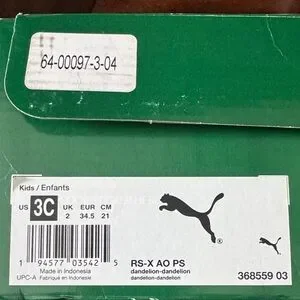 64-00097-3-04
Kids / Enfants
US 3C UK 2 EUR 34.5 CM 21
Made in Indonesia
1 94577 03542 5
UPC-A / Fabriqué en Indonésie
RS-X AO PS
dandelion-dandelion
dandelion-dandelion
368559 03